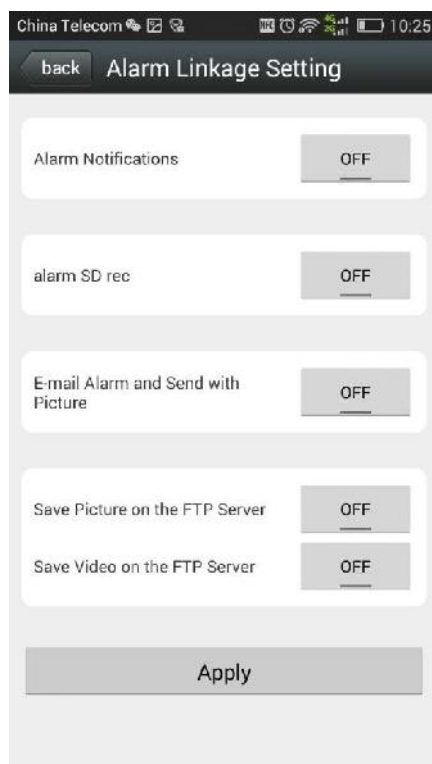 China Telecom 10:25
back Alarm Linkage Setting
Alarm Notifications OFF
alarm SD rec OFF
E-mail Alarm and Send with
Picture OFF
Save Picture on the FTP Server OFF
Save Video on the FTP Server OFF
Apply